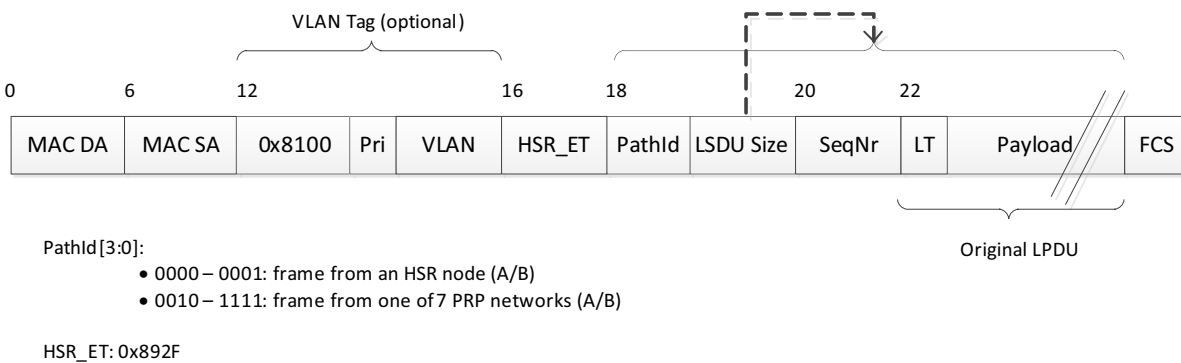 VLAN Tag (optional)
0 6 12 16 18 20 22
MAC DA MAC SA 0x8100 Pri VLAN HSR_ET PathId LSDU Size SeqNr LT Payload FCS
Original LPDU
PathId[3:0]:
• 0000 – 0001: frame from an HSR node (A/B)
• 0010 – 1111: frame from one of 7 PRP networks (A/B)
HSR_ET: 0x892F